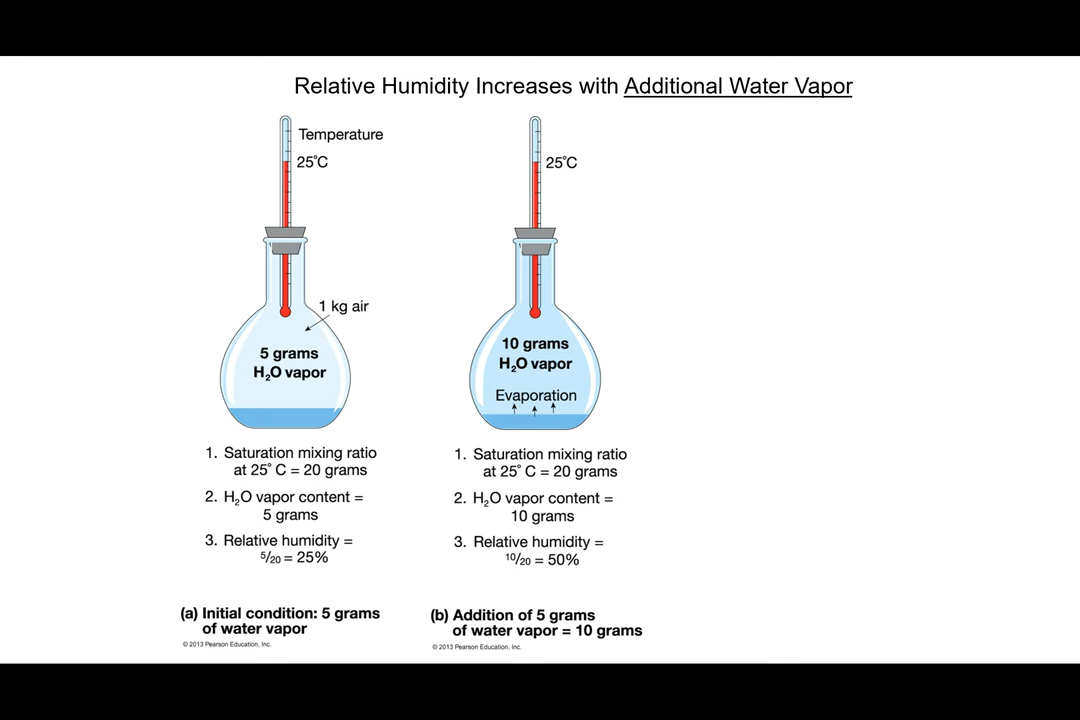 Relative Humidity Increases with Additional Water Vapor
Temperature
25°C
1 kg air
5 grams
H₂O vapor
1. Saturation mixing ratio
at 25° C = 20 grams
2. H₂O vapor content =
5 grams
3. Relative humidity =
5/20 = 25%
(a) Initial condition: 5 grams
of water vapor
© 2013 Pearson Education, Inc.
25°C
10 grams
H₂O vapor
Evaporation
1. Saturation mixing ratio
at 25° C = 20 grams
2. H₂O vapor content =
10 grams
3. Relative humidity =
10/20 = 50%
(b) Addition of 5 grams
of water vapor = 10 grams
© 2013 Pearson Education, Inc.